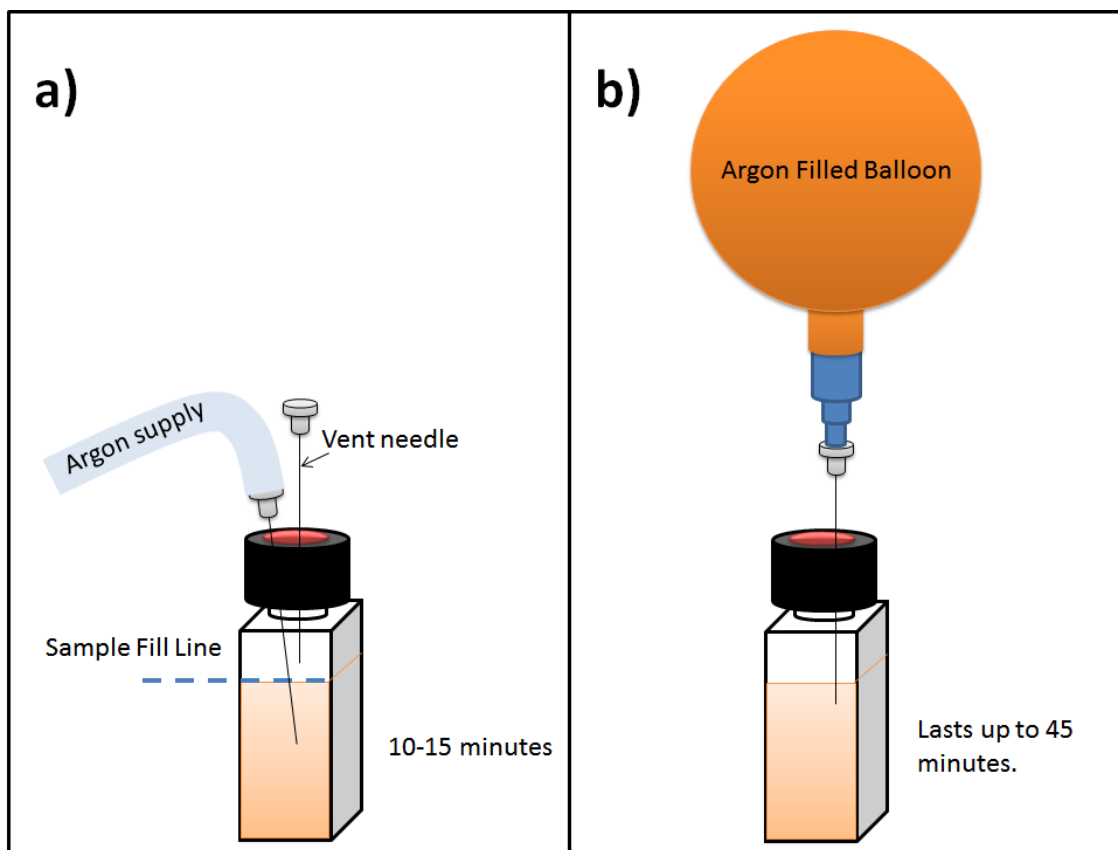 a)
Argon supply
Vent needle
Sample Fill Line
10-15 minutes
b)
Argon Filled Balloon
Lasts up to 45
minutes.